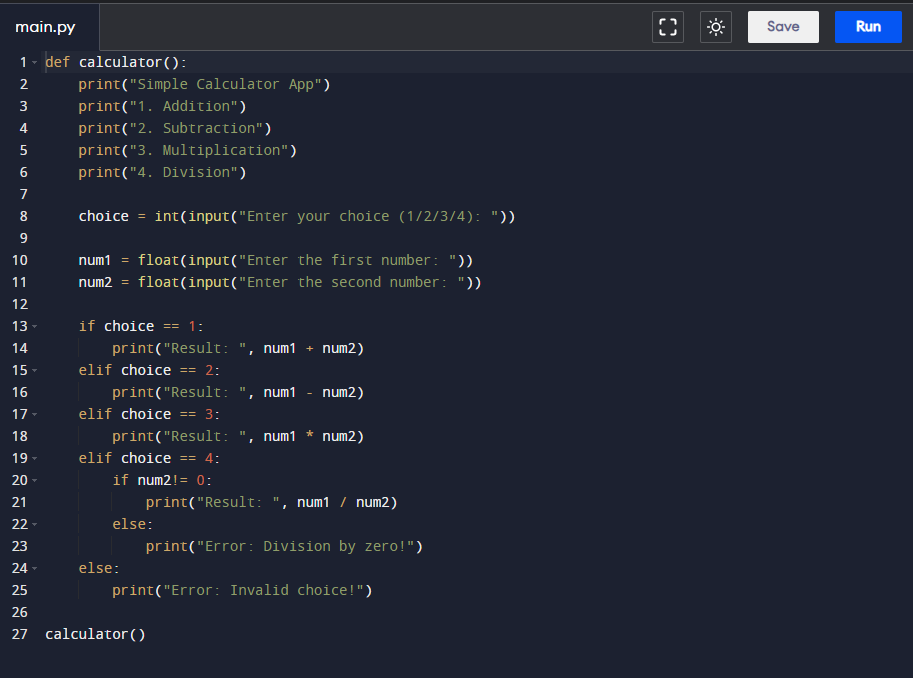 main.py
Save
Run
1 def calculator():
2     print("Simple Calculator App")
3     print("1. Addition")
4     print("2. Subtraction")
5     print("3. Multiplication")
6     print("4. Division")
7
8     choice = int(input("Enter your choice (1/2/3/4): "))
9
10     num1 = float(input("Enter the first number: "))
11     num2 = float(input("Enter the second number: "))
12
13     if choice == 1:
14         print("Result: ", num1 + num2)
15     elif choice == 2:
16         print("Result: ", num1 - num2)
17     elif choice == 3:
18         print("Result: ", num1 * num2)
19     elif choice == 4:
20         if num2!= 0:
21             print("Result: ", num1 / num2)
22         else:
23             print("Error: Division by zero!")
24     else:
25         print("Error: Invalid choice!")
26
27 calculator()